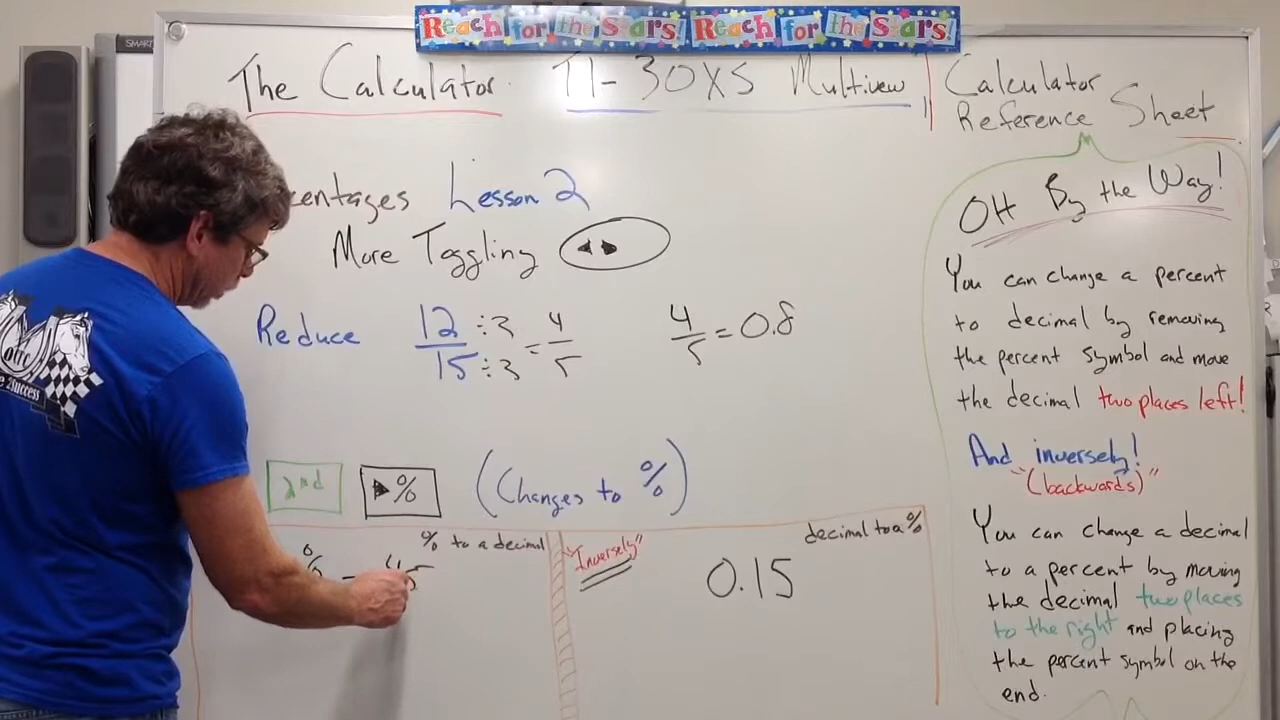 Reach for the Stars! Reach for the Stars!
SMART
The Calculator TI-30XS Multiview
Calculator
Reference Sheet
Lesson 2
More Toggling ◀ ▶
Reduce 12/15 ÷3/÷3 = 4/5 4/5 = 0.8
2nd ▶% (Changes to %)
% to a decimal
% = 45
"Inversely"
decimal to a %
0.15
OH By the Way!
You can change a percent
to decimal by removing
the percent symbol and move
the decimal two places left!
And inversely!
"(backwards)"
You can change a decimal
to a percent by moving
the decimal two places
to the right and placing
the percent symbol on the
end.